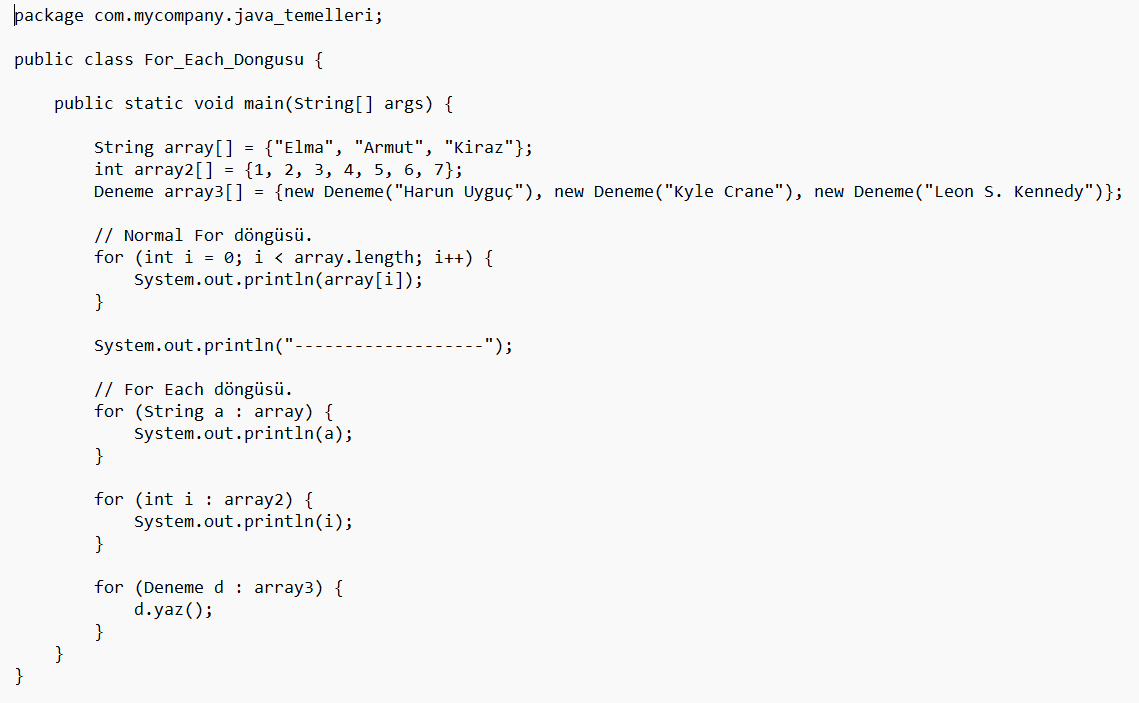 package com.mycompany.java_temelleri;
public class For_Each_Dongusu {
public static void main(String[] args) {
String array[] = {"Elma", "Armut", "Kiraz"};
int array2[] = {1, 2, 3, 4, 5, 6, 7};
Deneme array3[] = {new Deneme("Harun Uyguç"), new Deneme("Kyle Crane"), new Deneme("Leon S. Kennedy")};
// Normal For döngüsü.
for (int i = 0; i < array.length; i++) {
System.out.println(array[i]);
}
System.out.println("-------------------");
// For Each döngüsü.
for (String a : array) {
System.out.println(a);
}
for (int i : array2) {
System.out.println(i);
}
for (Deneme d : array3) {
d.yaz();
}
}
}